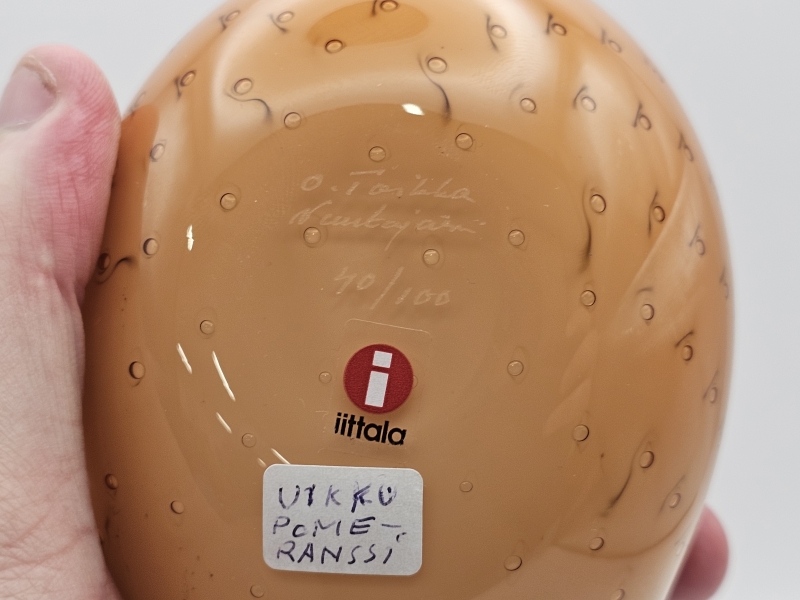 O. Toikka
Nuutajärvi
40/100
i
iittala
UIKKU
POME-
RANSSI